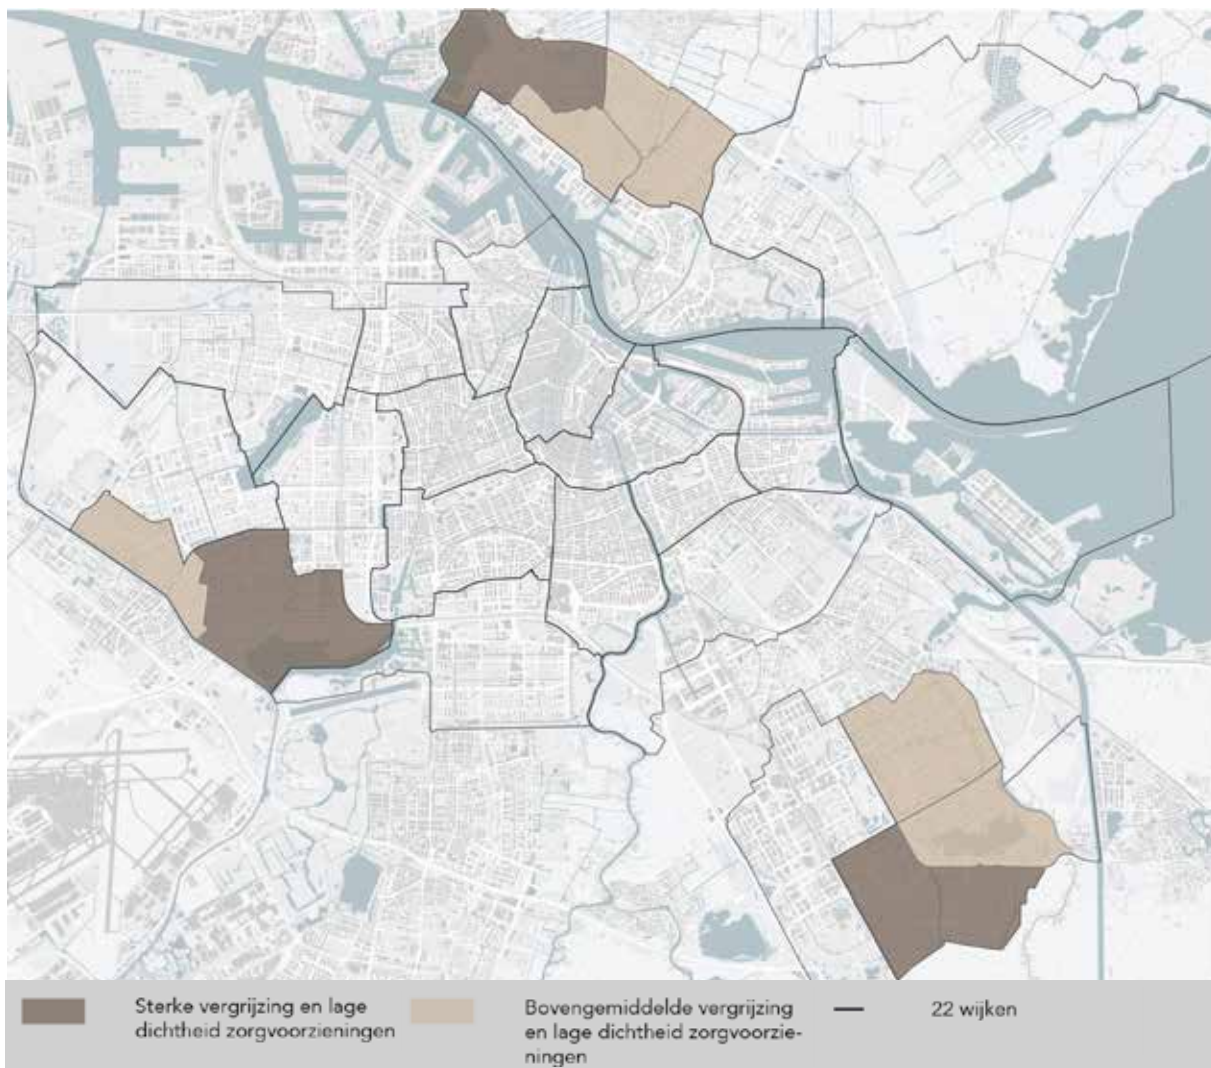 Sterke vergrijzing en lage
dichtheid zorgvoorzieningen
Bovengemiddelde vergrijzing
en lage dichtheid zorgvoorzie-
ningen
22 wijken